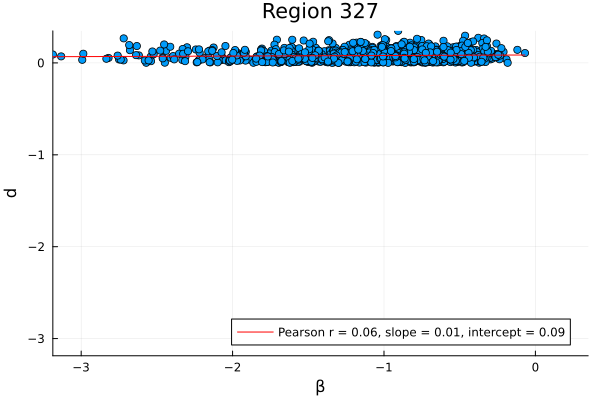 Region 327
d
0
−1
−2
−3
Pearson r = 0.06, slope = 0.01, intercept = 0.09
−3
−2
−1
0
β